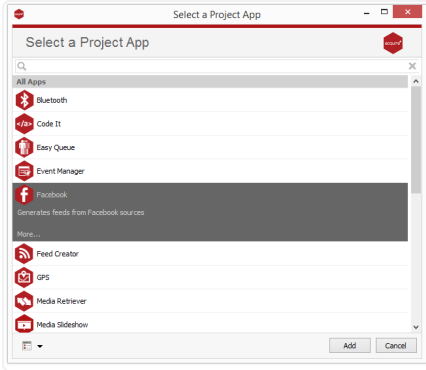 Select a Project App
Select a Project App
acquire
All Apps
Bluetooth
</a> Code It
Easy Queue
Event Manager
Facebook
Generates feeds from Facebook sources
More...
Feed Creator
GPS
Media Retriever
Media Slideshow
Add Cancel